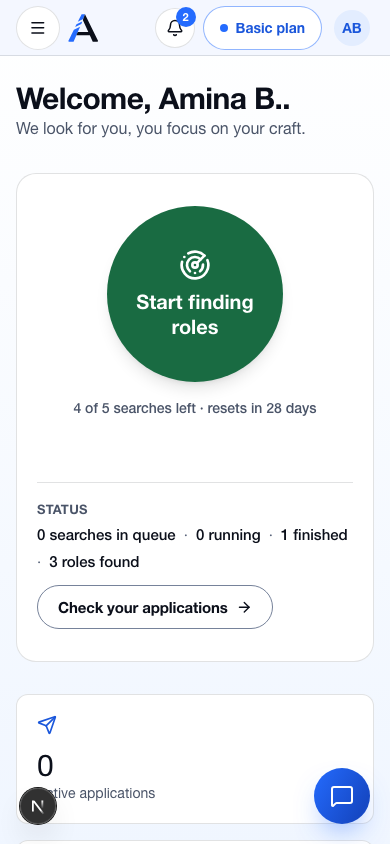 2
Basic plan
AB
Welcome, Amina B..
We look for you, you focus on your craft.
Start finding
roles
4 of 5 searches left · resets in 28 days
STATUS
0 searches in queue · 0 running · 1 finished
· 3 roles found
Check your applications →
0
applications
N